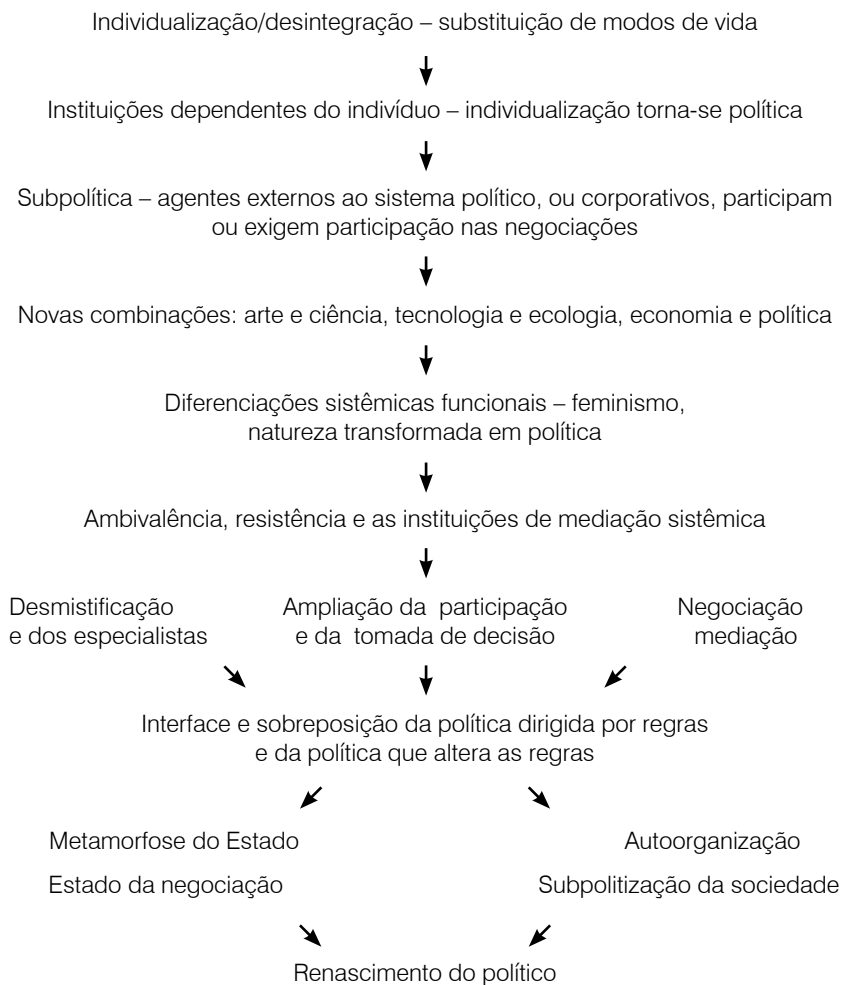 Individualização/desintegração – substituição de modos de vida
Instituições dependentes do indivíduo – individualização torna-se política
Subpolítica – agentes externos ao sistema político, ou corporativos, participam
ou exigem participação nas negociações
Novas combinações: arte e ciência, tecnologia e ecologia, economia e política
Diferenciações sistêmicas funcionais – feminismo,
natureza transformada em política
Ambivalência, resistência e as instituições de mediação sistêmica
Desmistificação
e dos especialistas
Ampliação da participação
e da tomada de decisão
Negociação
mediação
Interface e sobreposição da política dirigida por regras
e da política que altera as regras
Metamorfose do Estado
Estado da negociação
Autoorganização
Subpolitização da sociedade
Renascimento do político